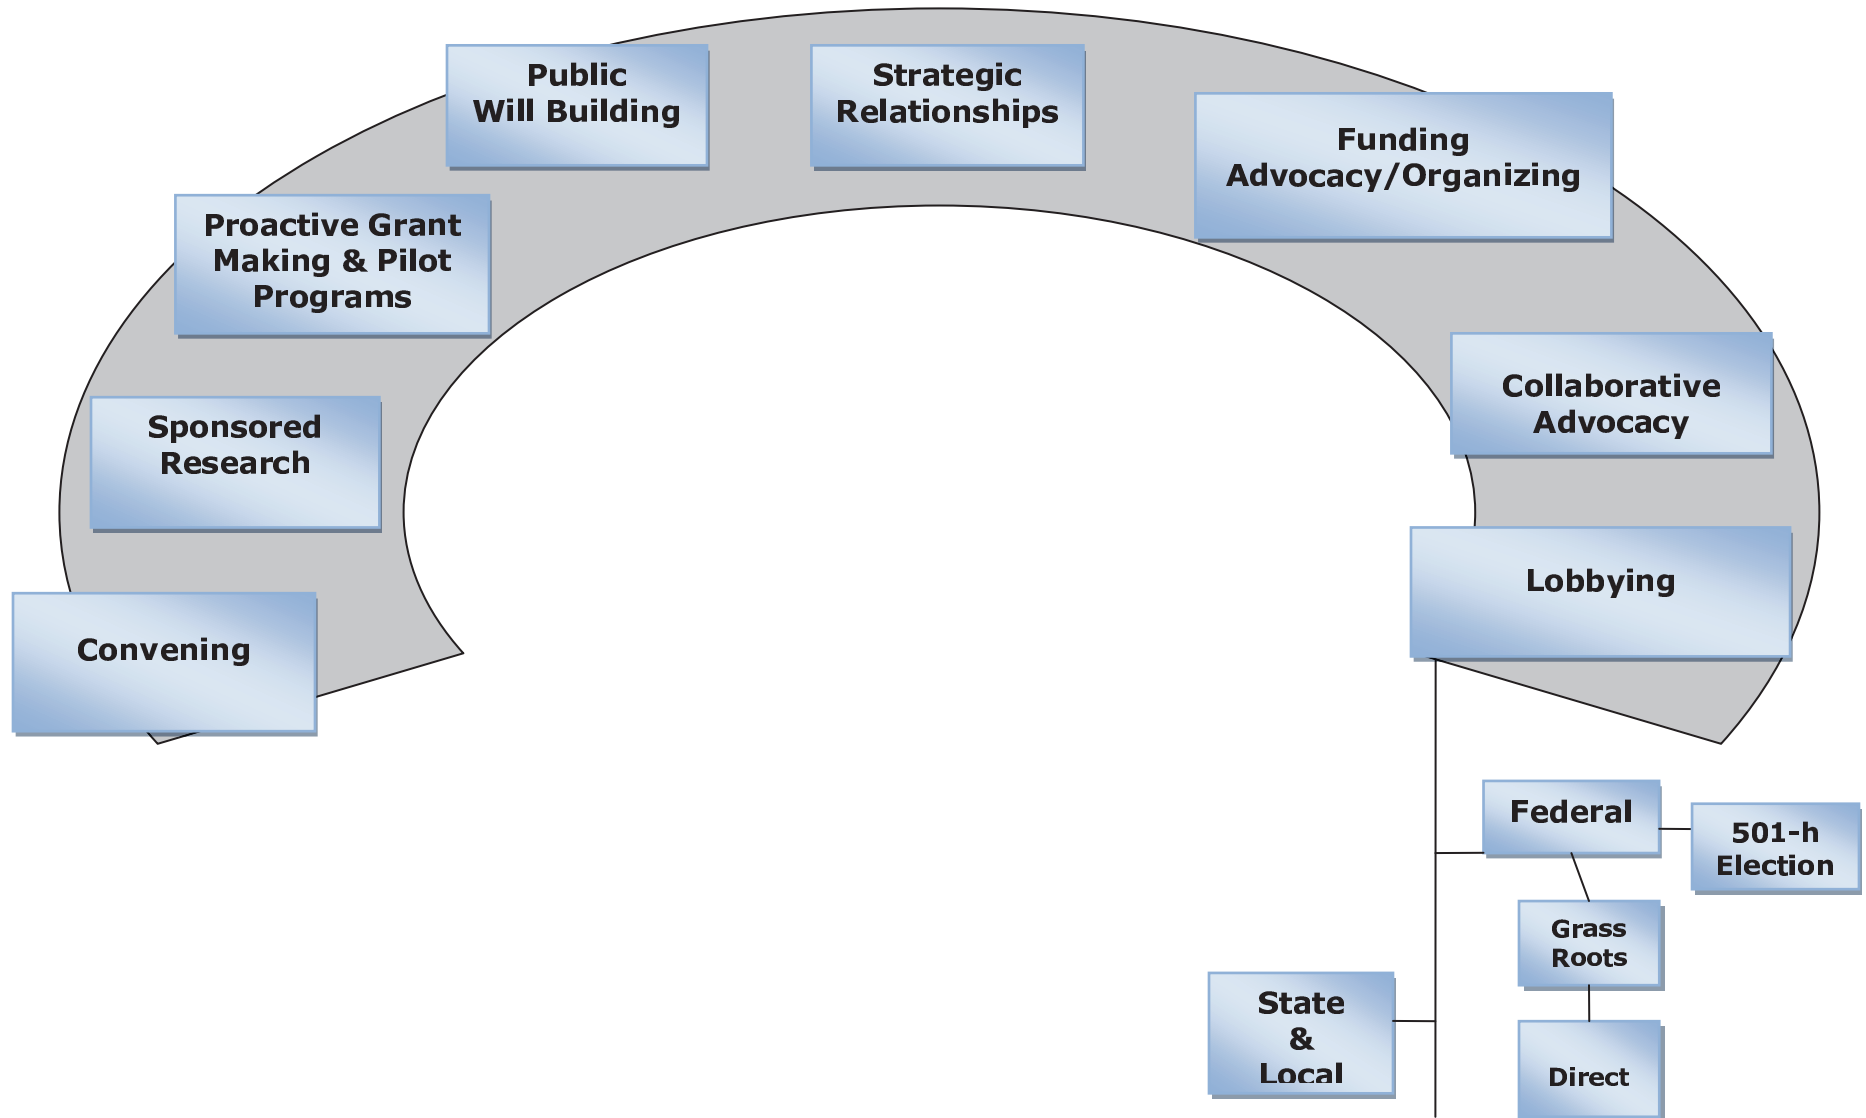 Public
Will Building
Strategic
Relationships
Funding
Advocacy/Organizing
Proactive Grant
Making & Pilot
Programs
Collaborative
Advocacy
Sponsored
Research
Lobbying
Convening
Federal
501-h
Election
Grass
Roots
State
&
Local
Direct